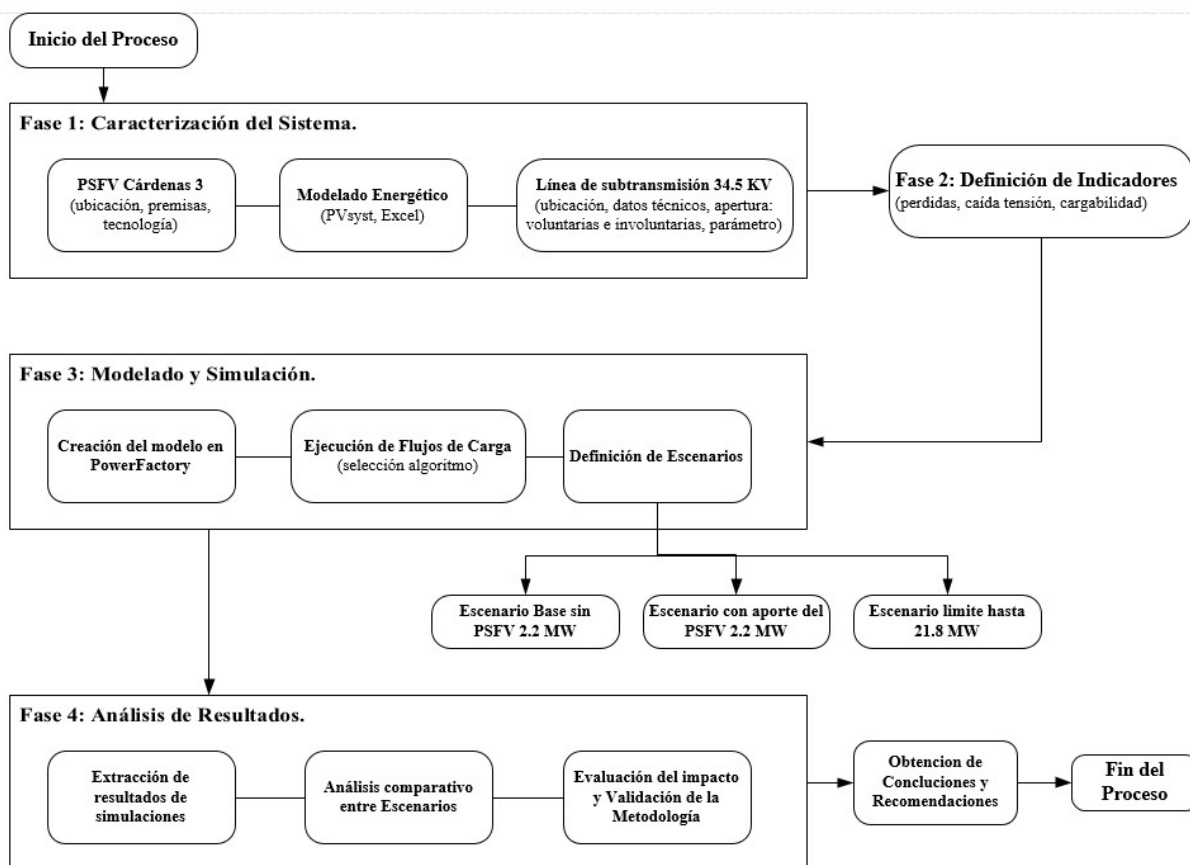 Inicio del Proceso
Fase 1: Caracterización del Sistema.
PSFV Cárdenas 3
(ubicación, premisas,
tecnología)
Modelado Energético
(PVsyst, Excel)
Línea de subtransmisión 34.5 KV
(ubicación, datos técnicos, apertura:
voluntarias e involuntarias, parámetro)
Fase 2: Definición de Indicadores
(perdidas, caída tensión, cargabilidad)
Fase 3: Modelado y Simulación.
Creación del modelo en
PowerFactory
Ejecución de Flujos de Carga
(selección algoritmo)
Definición de Escenarios
Escenario Base sin
PSFV 2.2 MW
Escenario con aporte del
PSFV 2.2 MW
Escenario limite hasta
21.8 MW
Fase 4: Análisis de Resultados.
Extracción de
resultados de
simulaciones
Análisis comparativo
entre Escenarios
Evaluación del impacto
y Validación de la
Metodología
Obtencion de
Concluciones y
Recomendaciones
Fin del
Proceso